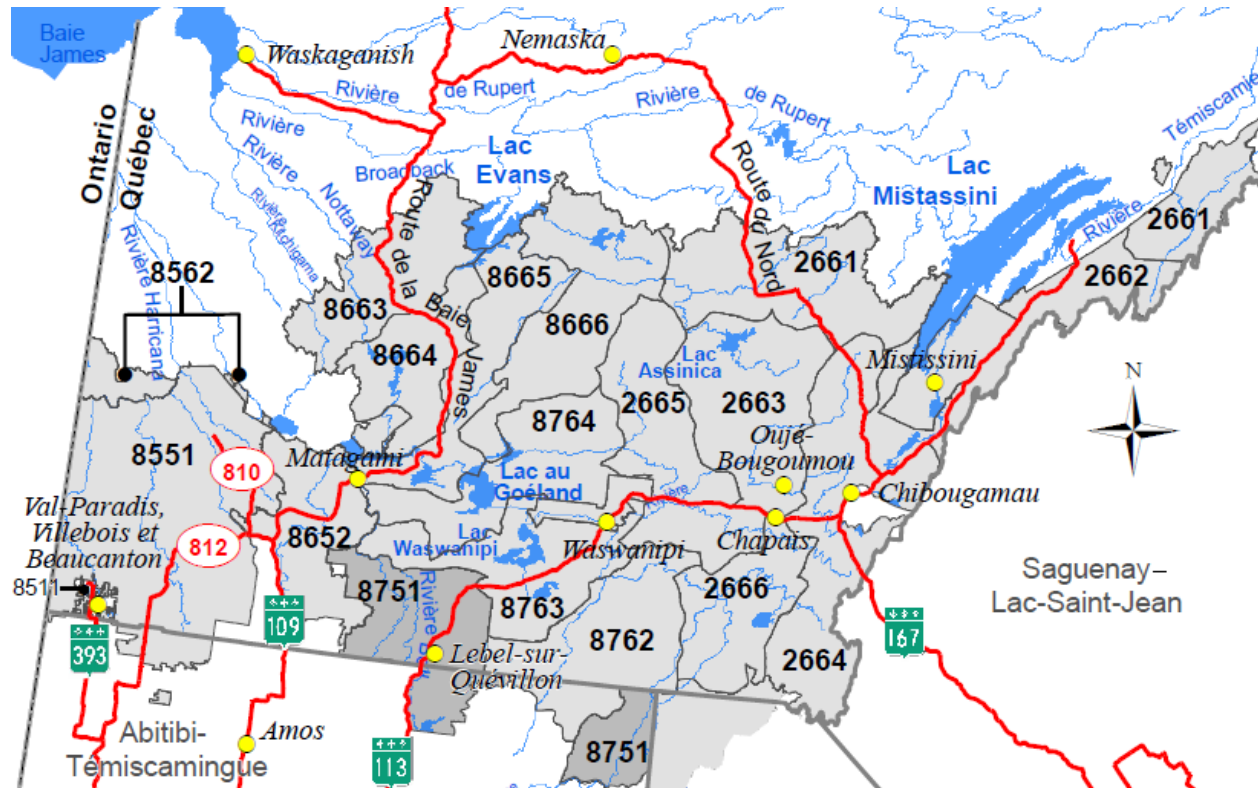 Baie
James
Waskaganish
Nemaska
Rivière
de Rupert
Rivière
de Rupert
Témiscamie
Ontario
Québec
Rivière
Rivière
Nottaway
Broadback
Lac
Evans
Lac
Mistassini
Route du Nord
Route de la
Baie
James
Rivière
Rivière Harricana
8562
8663
8664
8665
8666
2661
2661
2662
Lac
Assinica
Mistissini
N
8764
2665
2663
8551
810
Matagami
Lac au
Goéland
Oujé-
Bougoumou
Chibougamau
Rivière
Val-Paradis,
Villebois et
Beaucanton
812
8652
Lac
Waswanipi
Waswanipi
Chapais
8511
8751
Rivière
8763
8762
2666
2664
Saguenay–
Lac-Saint-Jean
393
109
167
Lebel-sur-
Quévillon
Abitibi-
Témiscamingue
Amos
113
8751